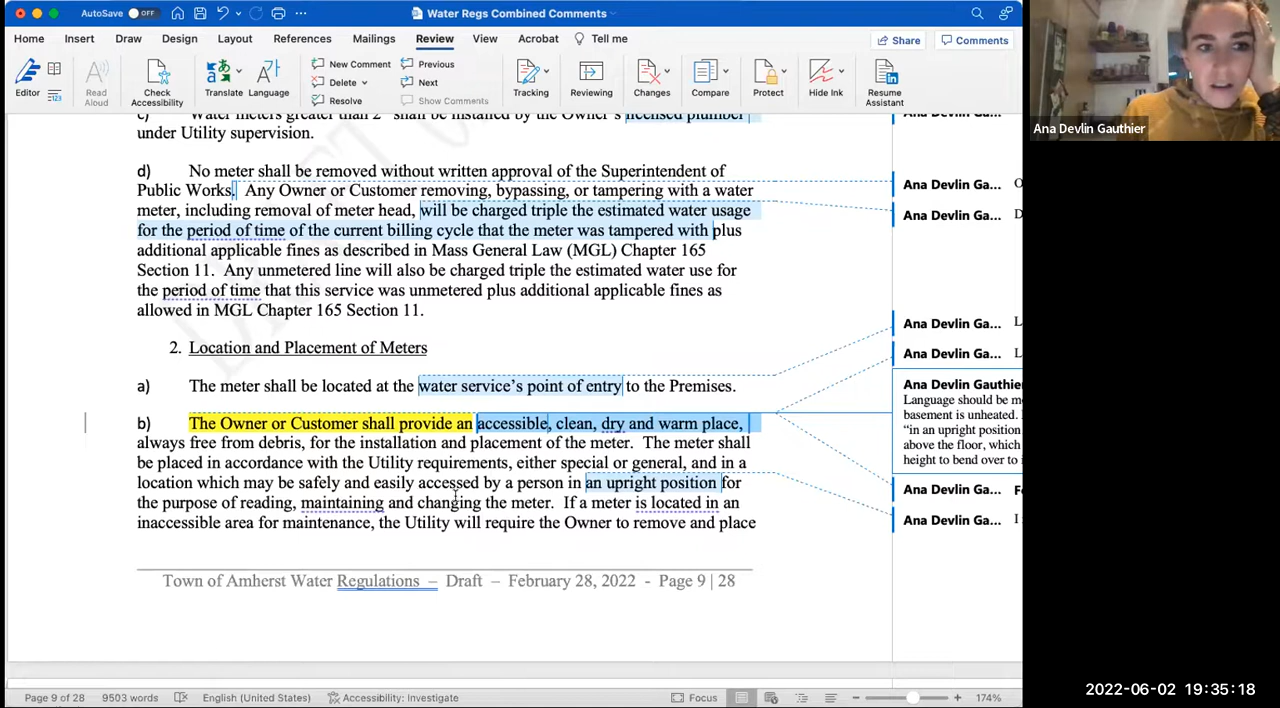 AutoSave OFF
Water Regs Combined Comments
Home Insert Draw Design Layout References Mailings Review View Acrobat Tell me Share Comments
Editor
Read Aloud
Check Accessibility
Translate Language
New Comment
Delete
Resolve
Previous
Next
Show Comments
Tracking
Reviewing
Changes
Compare
Protect
Hide Ink
Resume Assistant
Ana Devlin Gauthier
c) Water meters greater than 2" shall be installed by the Owner's licensed plumber
under Utility supervision.
d) No meter shall be removed without written approval of the Superintendent of
Public Works. Any Owner or Customer removing, bypassing, or tampering with a water
meter, including removal of meter head, will be charged triple the estimated water usage
for the period of time of the current billing cycle that the meter was tampered with plus
additional applicable fines as described in Mass General Law (MGL) Chapter 165
Section 11. Any unmetered line will also be charged triple the estimated water use for
the period of time that this service was unmetered plus additional applicable fines as
allowed in MGL Chapter 165 Section 11.
2. Location and Placement of Meters
a) The meter shall be located at the water service's point of entry to the Premises.
b) The Owner or Customer shall provide an accessible, clean, dry and warm place,
always free from debris, for the installation and placement of the meter. The meter shall
be placed in accordance with the Utility requirements, either special or general, and in a
location which may be safely and easily accessed by a person in an upright position for
the purpose of reading, maintaining and changing the meter. If a meter is located in an
inaccessible area for maintenance, the Utility will require the Owner to remove and place
Town of Amherst Water Regulations – Draft – February 28, 2022 - Page 9 | 28
Ana Devlin Ga...
Ana Devlin Ga... O
Ana Devlin Ga... D
Ana Devlin Ga... L
Ana Devlin Ga... L
Ana Devlin Gauthier
Language should be m
basement is unheated.
"in an upright position
above the floor, which
height to bend over to
Ana Devlin Ga...
Ana Devlin Ga... I
Page 9 of 28 9503 words English (United States) Accessibility: Investigate Focus 174%
2022-06-02 19:35:18